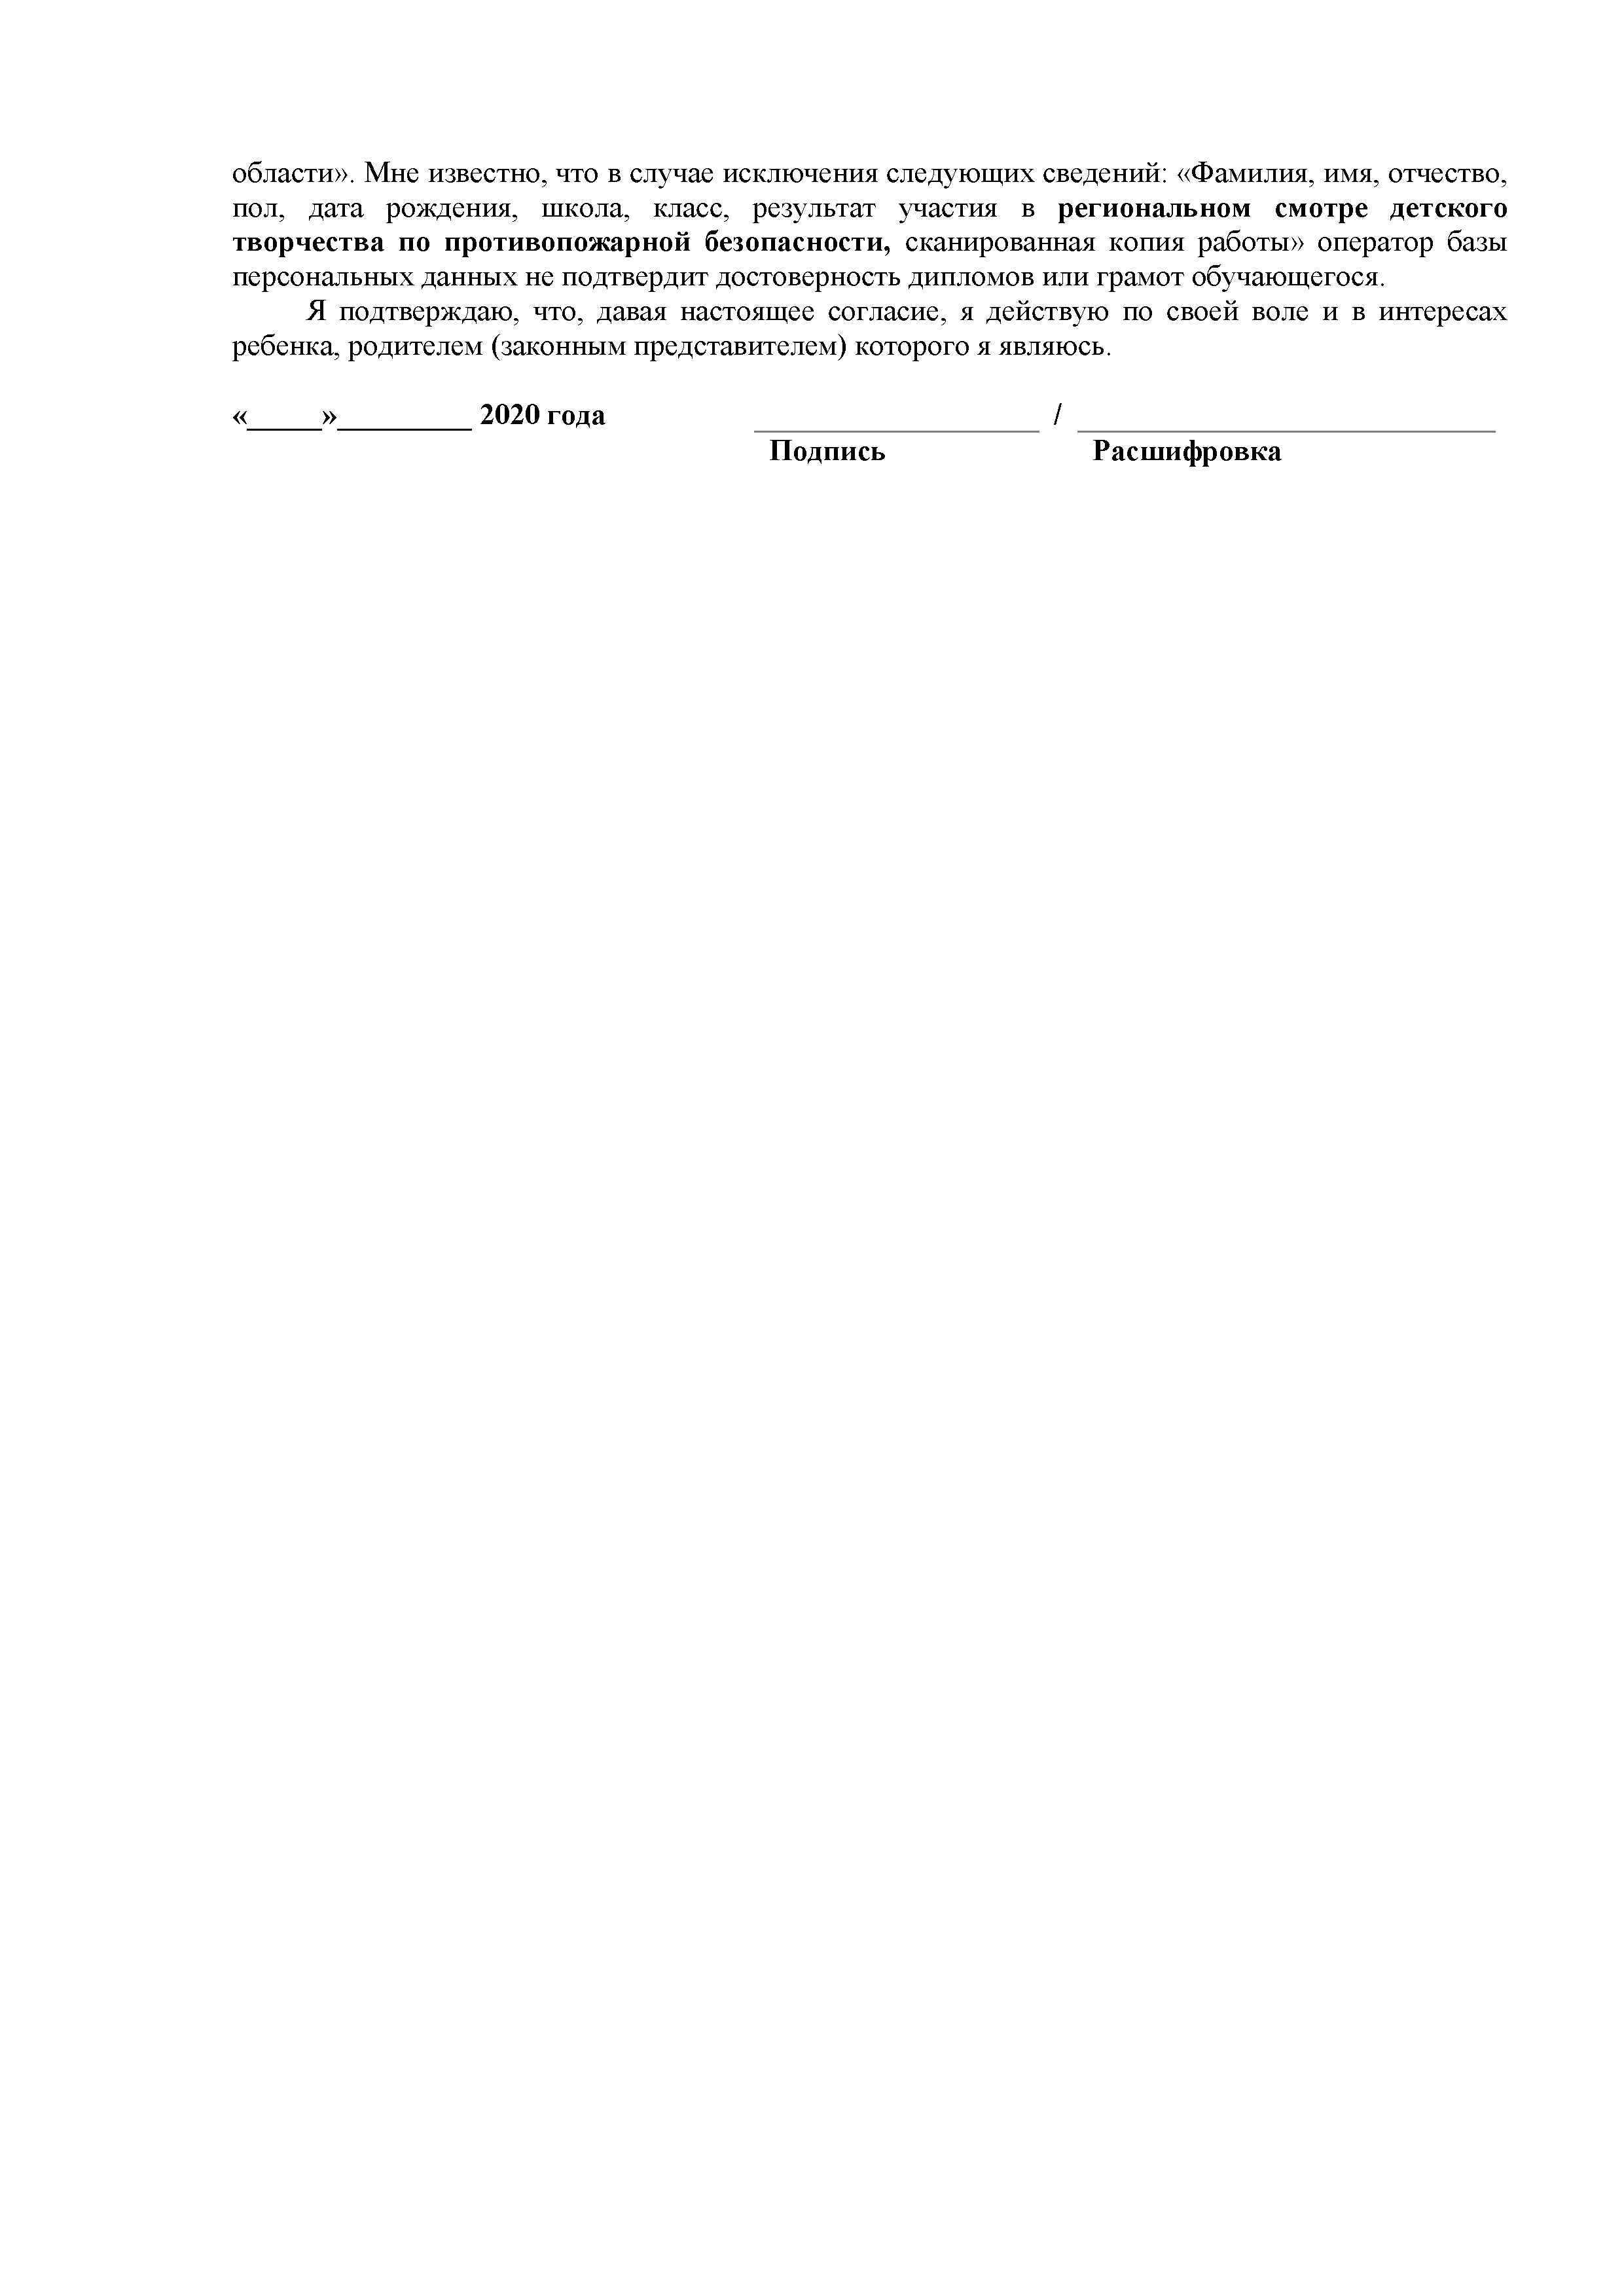 области». Мне известно, что в случае исключения следующих сведений: «Фамилия, имя, отчество,
пол, дата рождения, школа, класс, результат участия в региональном смотре детского
творчества по противопожарной безопасности, сканированная копия работы» оператор базы
персональных данных не подтвердит достоверность дипломов или грамот обучающегося.
Я подтверждаю, что, давая настоящее согласие, я действую по своей воле и в интересах
ребенка, родителем (законным представителем) которого я являюсь.
«_____»_________ 2020 года ___________________ / ____________________________
Подпись Расшифровка